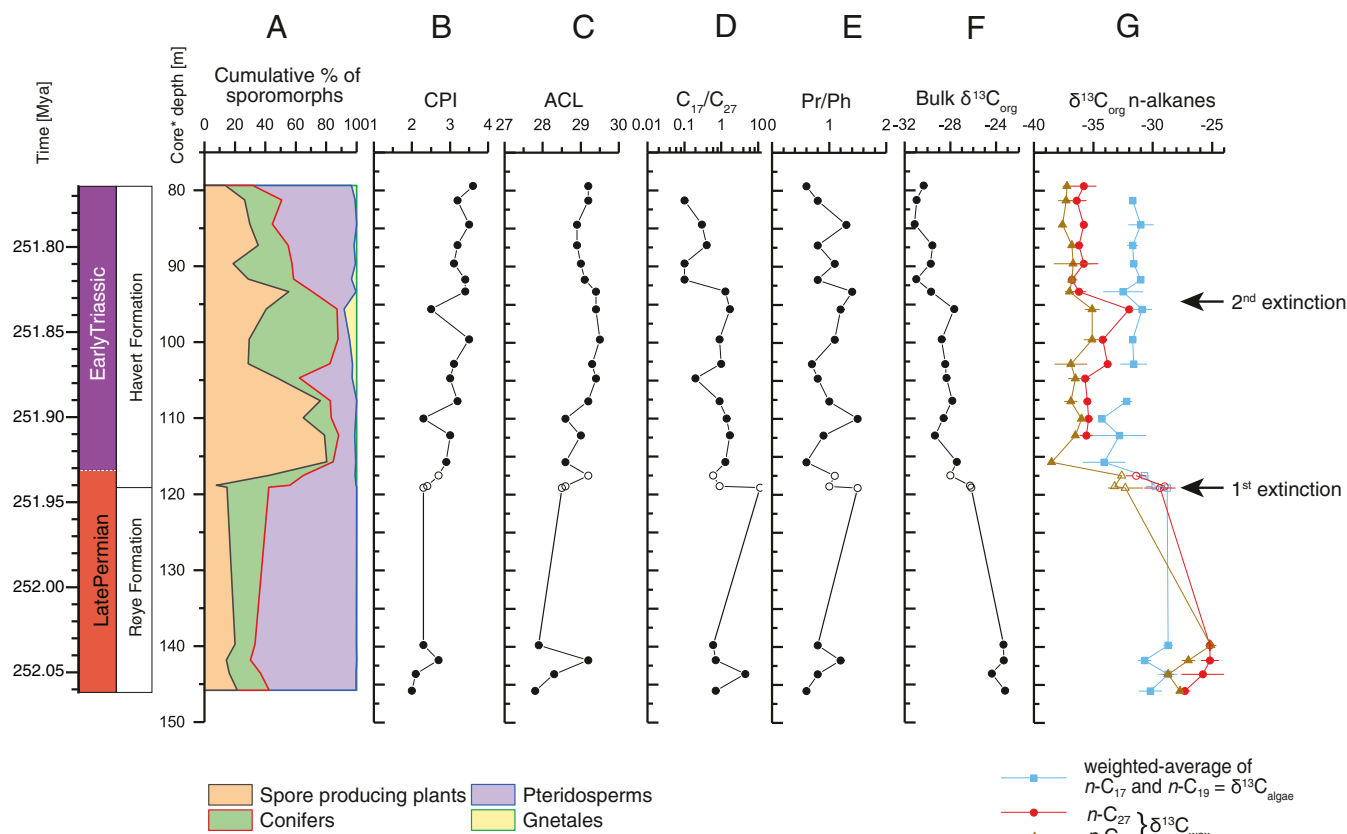 A B C D E F G
Cumulative % of
sporomorphs
CPI ACL C17/C27 Pr/Ph Bulk δ13Corg δ13Corg n-alkanes
Time [Mya]
Core* depth [m]
0 20 40 60 80 100
1 2 3 4
27 28 29 30
0.01 0.1 1 10 100
1 2
-32 -28 -24
-40 -35 -30 -25
80
90
100
110
120
130
140
150
251.80
251.85
251.90
251.94
252.00
252.05
EarlyTriassic
LatePermian
Havert Formation
Røye Formation
2nd extinction
1st extinction
Spore producing plants
Conifers
Pteridosperms
Gnetales
weighted-average of
n-C17 and n-C19 = δ13Calgae
n-C27 } δ13Cwax